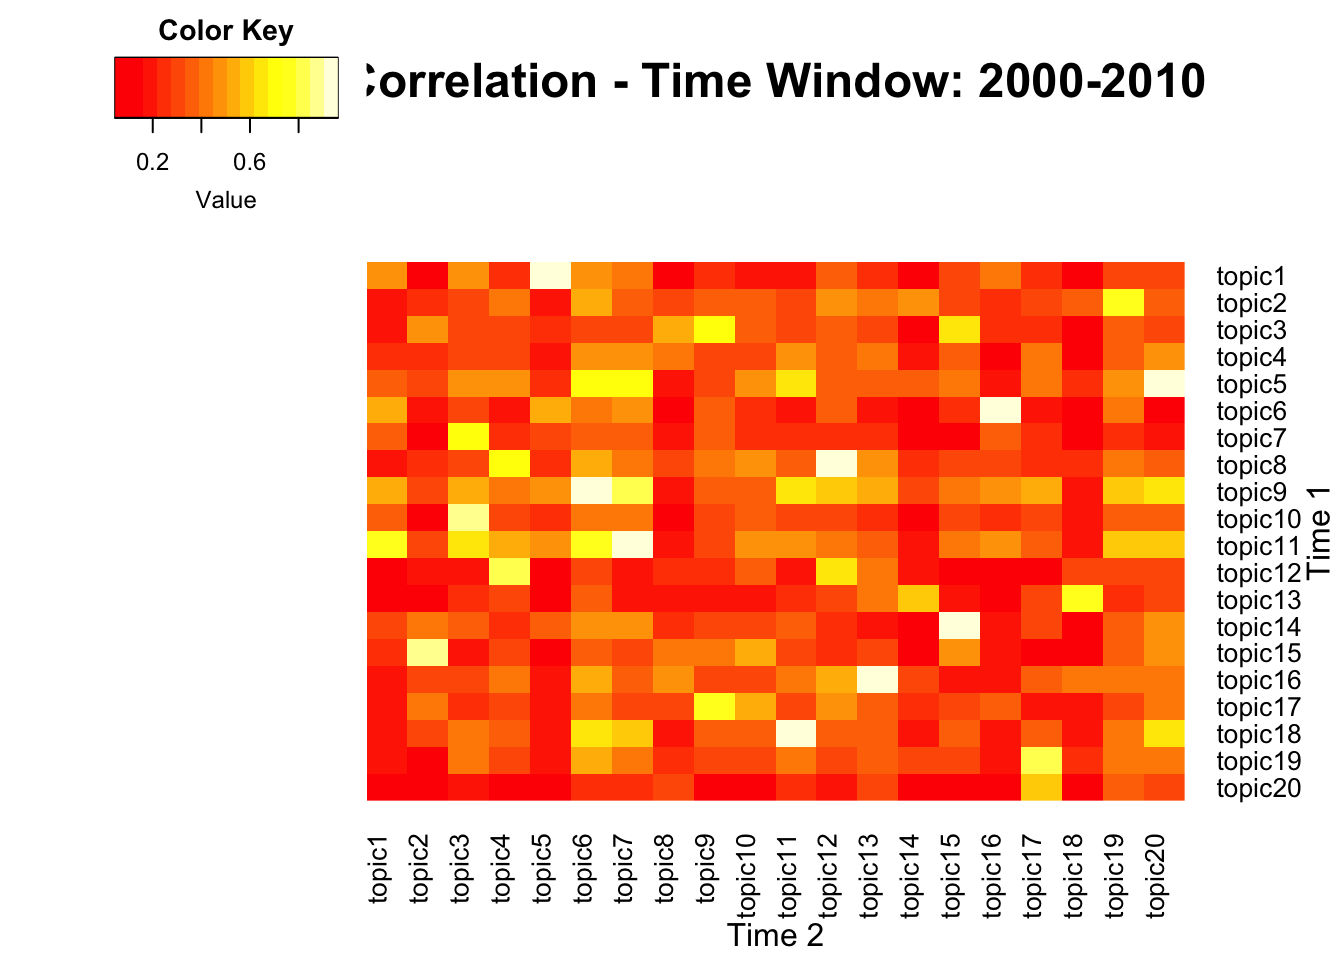 Color Key
0.2 0.6
Value
Correlation - Time Window: 2000-2010
topic1
topic2
topic3
topic4
topic5
topic6
topic7
topic8
topic9
topic10
topic11
topic12
topic13
topic14
topic15
topic16
topic17
topic18
topic19
topic20
Time 1
topic1 topic2 topic3 topic4 topic5 topic6 topic7 topic8 topic9 topic10 topic11 topic12 topic13 topic14 topic15 topic16 topic17 topic18 topic19 topic20
Time 2